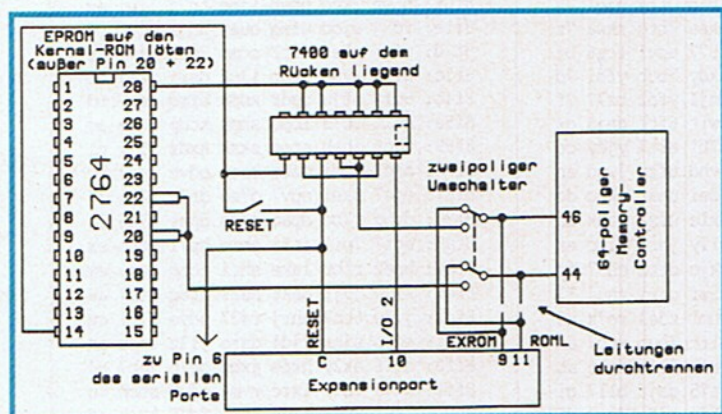 EPROM auf den
Kernal-ROM löten
(außer Pin 20 + 22)
7400 auf dem
Rücken liegend
1 28
2 27
3 26
4 25
5 24
6 23
7 22
8 21
9 20
10 19
11 18
12 17
13 16
14 15
2764
RESET
zweipoliger
Umschalter
46
44
64-poliger
Memory-
Controller
zu Pin 6
des seriellen
Ports
RESET
I/O 2
EXROM
ROML
C 10 9 11
Expansionport
Leitungen
durchtrennen